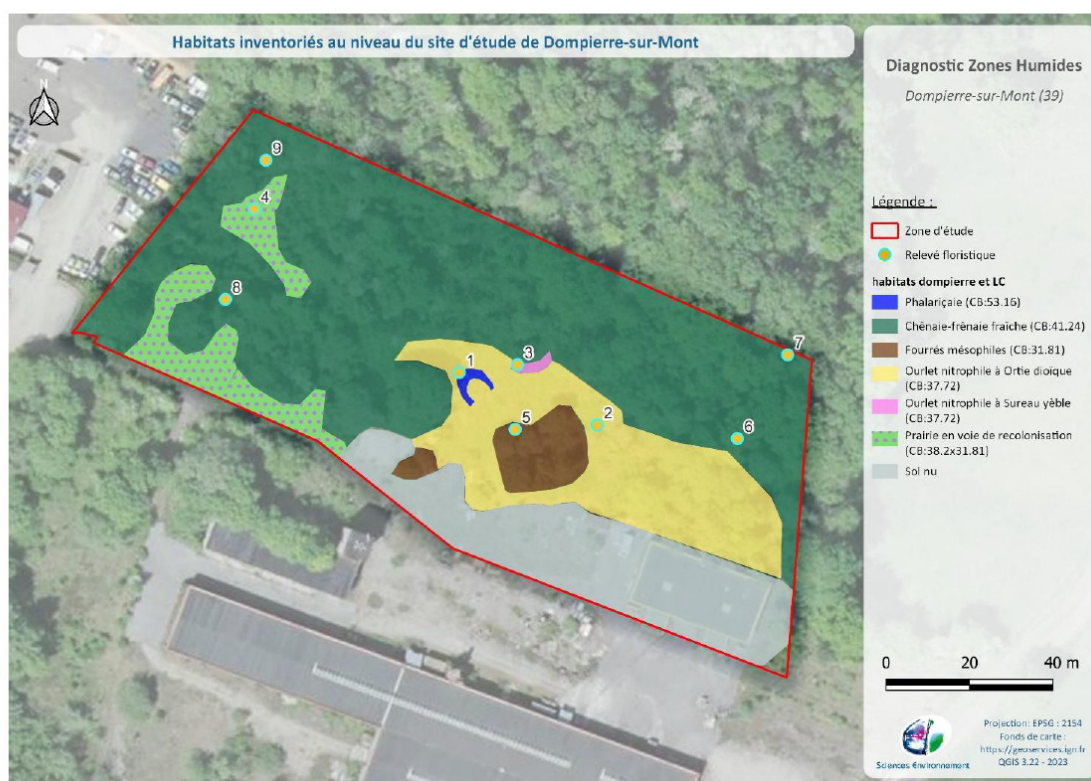 Habitats inventoriés au niveau du site d'étude de Dompierre-sur-Mont
N
9
4
8
1
3
7
2
5
6
Diagnostic Zones Humides
Dompierre-sur-Mont (39)
Légende :
Zone d'étude
Relevé floristique
habitats dompierre et LC
Phalariçaie (CB:53.16)
Chênaie-frênaie fraîche (CB:41.24)
Fourrés mésophiles (CB:31.81)
Ourlet nitrophile à Ortie dioïque
(CB:37.72)
Ourlet nitrophile à Sureau yèble
(CB:37.72)
Prairie en voie de recolonisation
(CB:38.2x31.81)
Sol nu
0 20 40 m
Sciences Environnement
Projection: EPSG : 2154
Fonds de carte :
https://geoservices.ign.fr
QGIS 3.22 - 2023